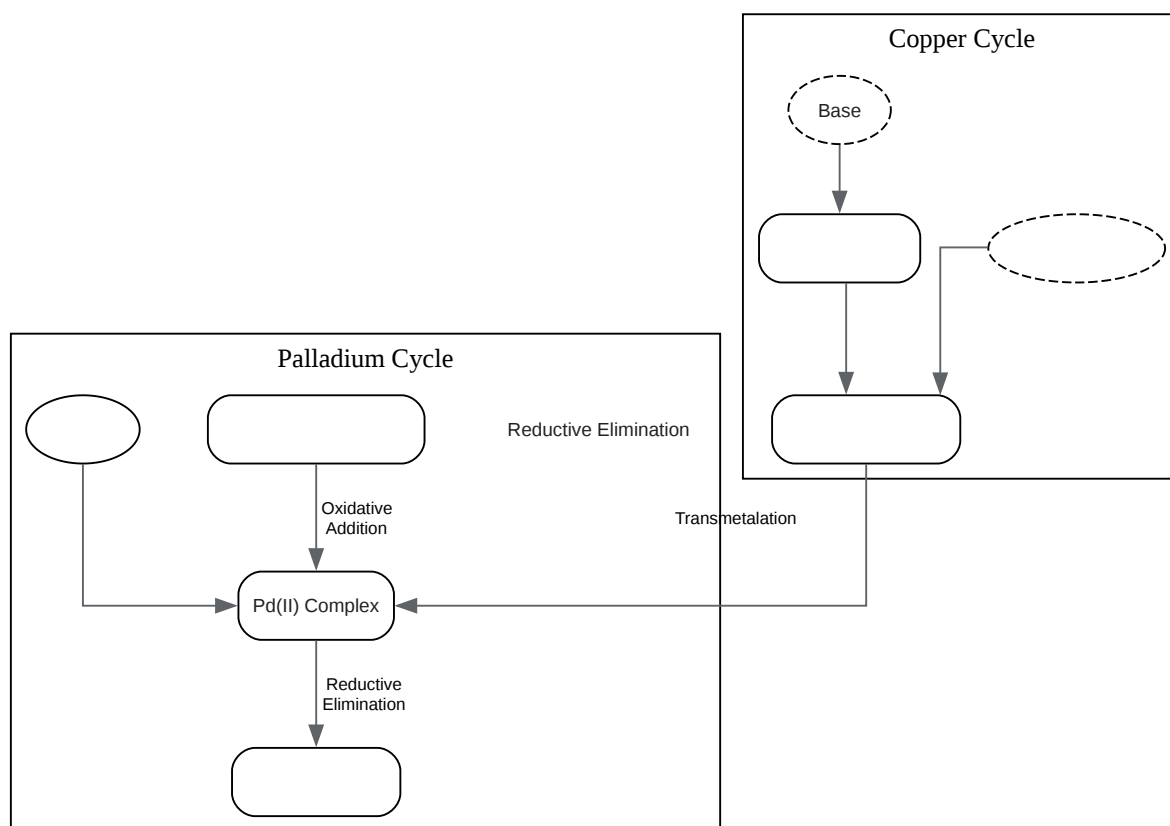 Copper Cycle
Base
Palladium Cycle
Reductive Elimination
Oxidative
Addition
Transmetalation
Pd(II) Complex
Reductive
Elimination